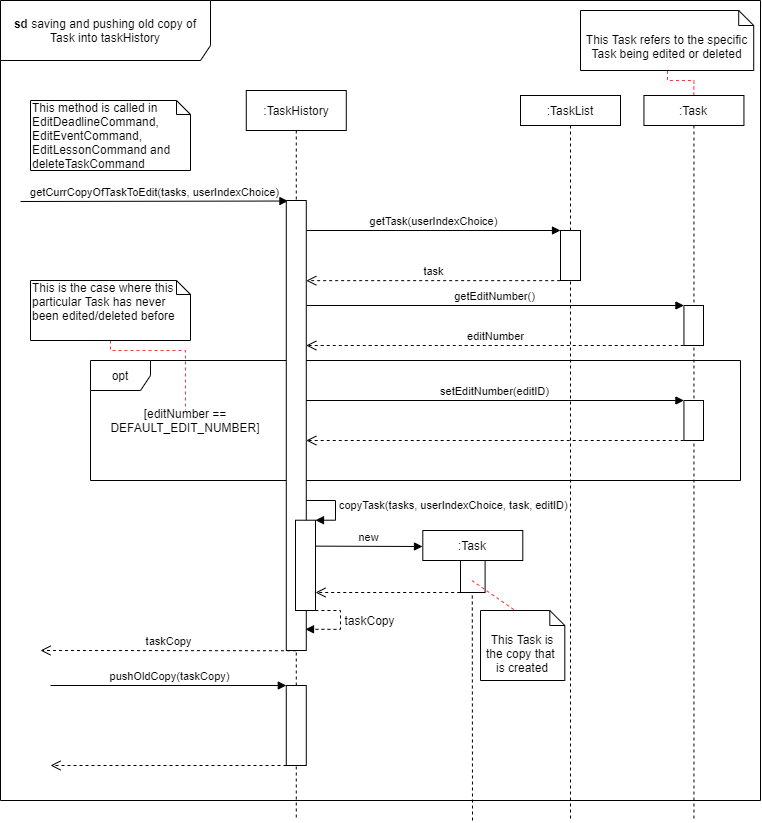 sd saving and pushing old copy of
Task into taskHistory
This Task refers to the specific
Task being edited or deleted
This method is called in
EditDeadlineCommand,
EditEventCommand,
EditLessonCommand and
deleteTaskCommand
:TaskHistory
:TaskList
:Task
getCurrCopyOfTaskToEdit(tasks, userIndexChoice)
getTask(userIndexChoice)
task
This is the case where this
particular Task has never
been edited/deleted before
getEditNumber()
editNumber
opt
setEditNumber(editID)
[editNumber ==
DEFAULT_EDIT_NUMBER]
copyTask(tasks, userIndexChoice, task, editID)
new
:Task
taskCopy
taskCopy
This Task is
the copy that
is created
pushOldCopy(taskCopy)